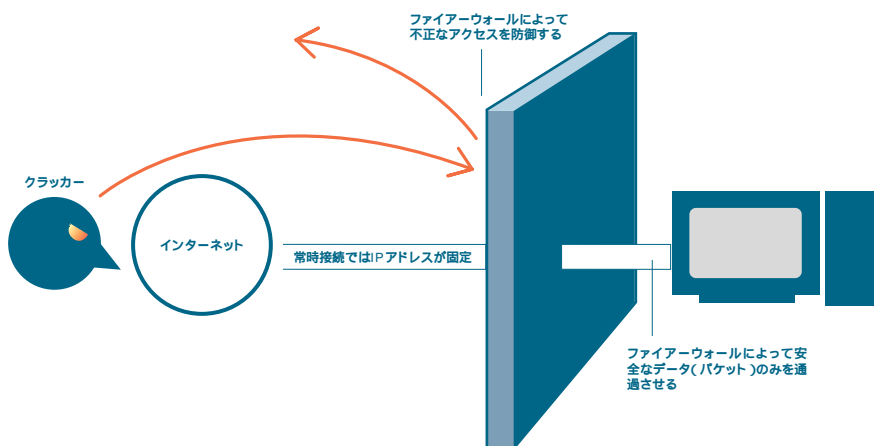 ファイアーウォールによって
不正なアクセスを防御する
クラッカー
インターネット
常時接続ではIPアドレスが固定
ファイアーウォールによって安
全なデータ(パケット)のみを通
過させる